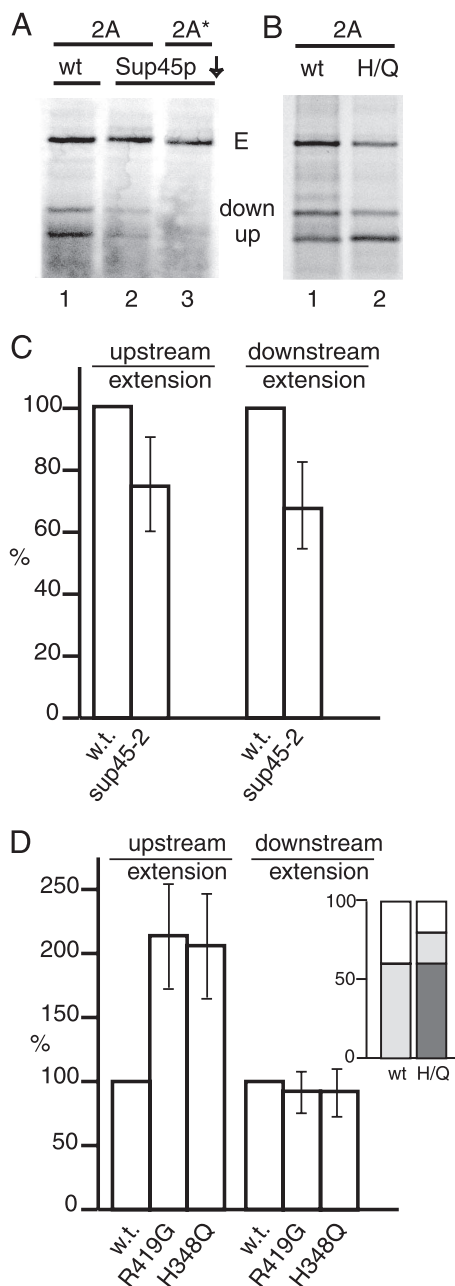 A
2A 2A*
wt Sup45p
E
down
up
1 2 3
B
2A
wt H/Q
1 2
C
upstream
extension
downstream
extension
100
80
60
%
40
20
0
w.t.
sup45-2
w.t.
sup45-2
D
upstream
extension
downstream
extension
250
200
150
%
100
50
0
w.t.
R419G
H348Q
w.t.
R419G
H348Q
100
50
0
wt H/Q